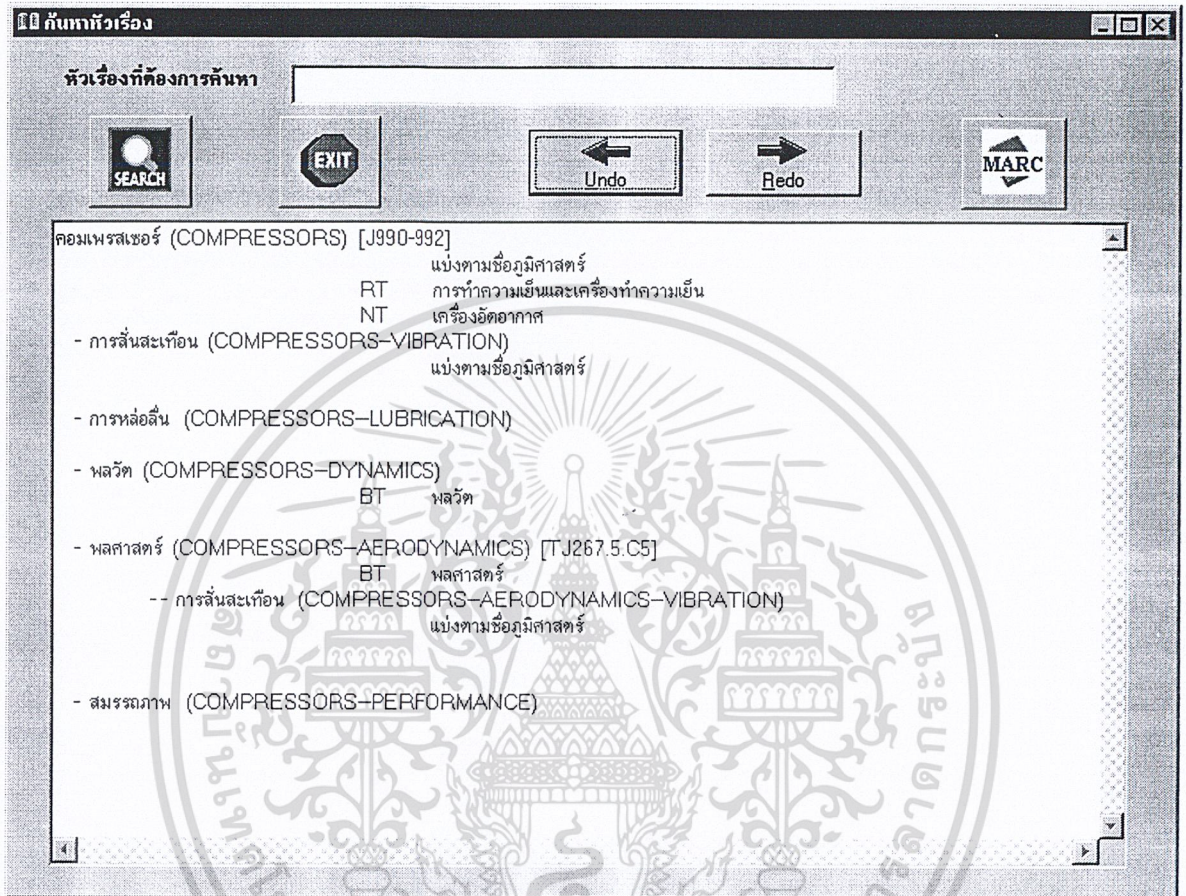 ค้นหาหัวเรื่อง
หัวเรื่องที่ต้องการค้นหา
SEARCH
EXIT
Undo
Redo
MARC
คอมเพรสเซอร์ (COMPRESSORS) [J990-992]
แบ่งตามชื่อภูมิศาสตร์
RT การทำความเย็นและเครื่องทำความเย็น
NT เครื่องอัดอากาศ
- การสั่นสะเทือน (COMPRESSORS-VIBRATION)
แบ่งตามชื่อภูมิศาสตร์
- การหล่อลื่น (COMPRESSORS-LUBRICATION)
- พลวัต (COMPRESSORS-DYNAMICS)
BT พลวัต
- พลศาสตร์ (COMPRESSORS-AERODYNAMICS) [TJ267.5.C5]
BT พลศาสตร์
-- การสั่นสะเทือน (COMPRESSORS-AERODYNAMICS-VIBRATION)
แบ่งตามชื่อภูมิศาสตร์
- สมรรถภาพ (COMPRESSORS-PERFORMANCE)